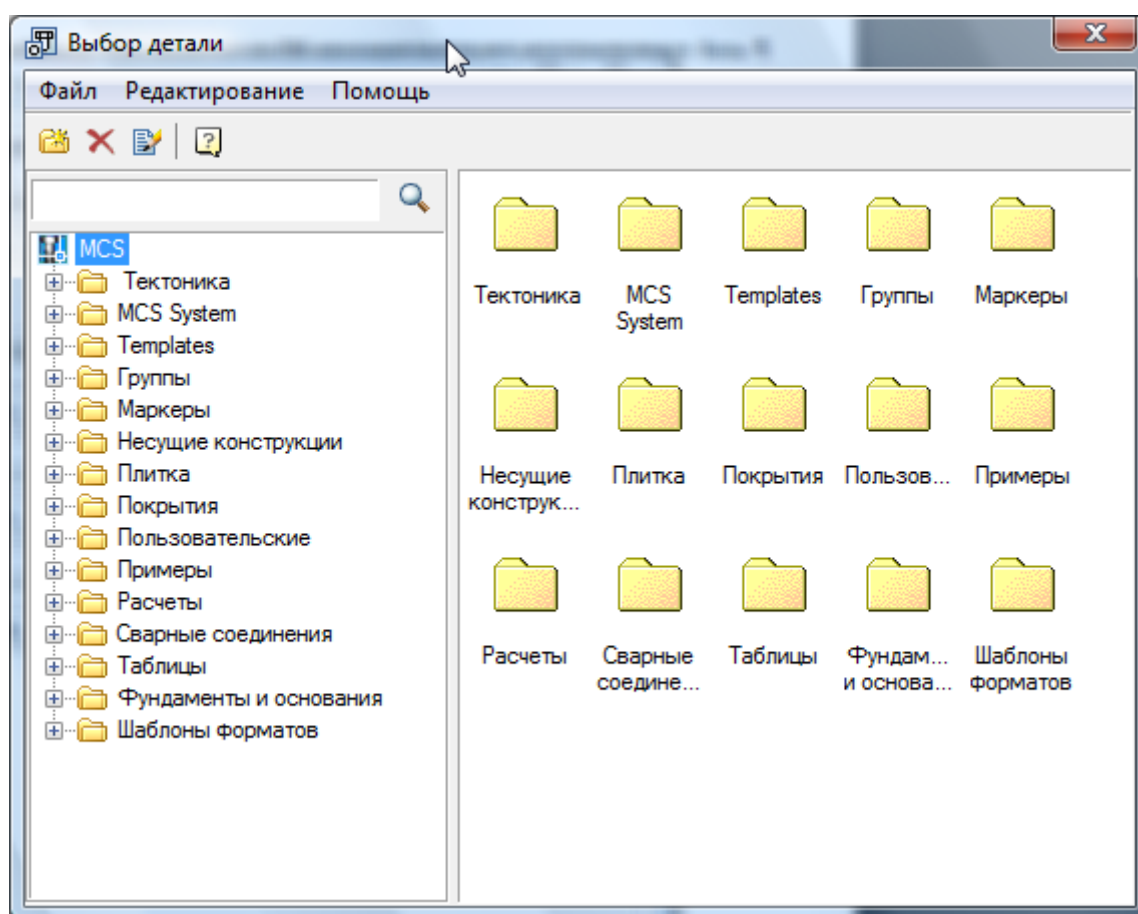 Выбор детали
Файл Редактирование Помощь
MCS
Тектоника
MCS System
Templates
Группы
Маркеры
Несущие конструкции
Плитка
Покрытия
Пользовательские
Примеры
Расчеты
Сварные соединения
Таблицы
Фундаменты и основания
Шаблоны форматов
Тектоника MCS Templates Группы Маркеры
System
Несущие Плитка Покрытия Пользов... Примеры
конструк...
Расчеты Сварные Таблицы Фундам... Шаблоны
соедине... и основа... форматов